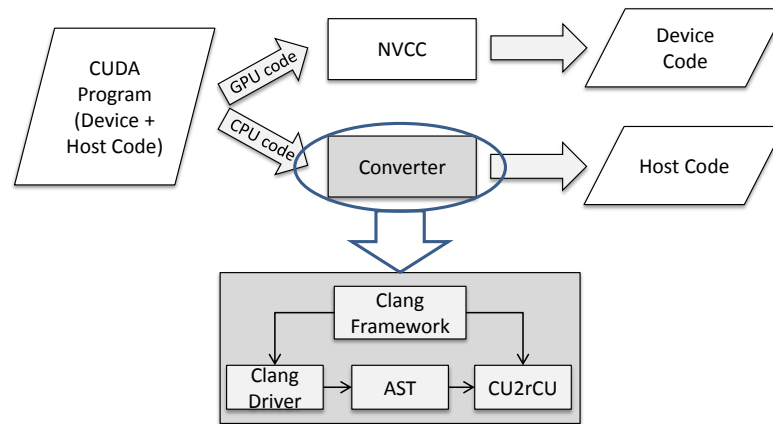 CUDA
Program
(Device +
Host Code)
GPU code
CPU code
NVCC
Device
Code
Converter
Host Code
Clang
Framework
Clang
Driver
AST
CU2rCU